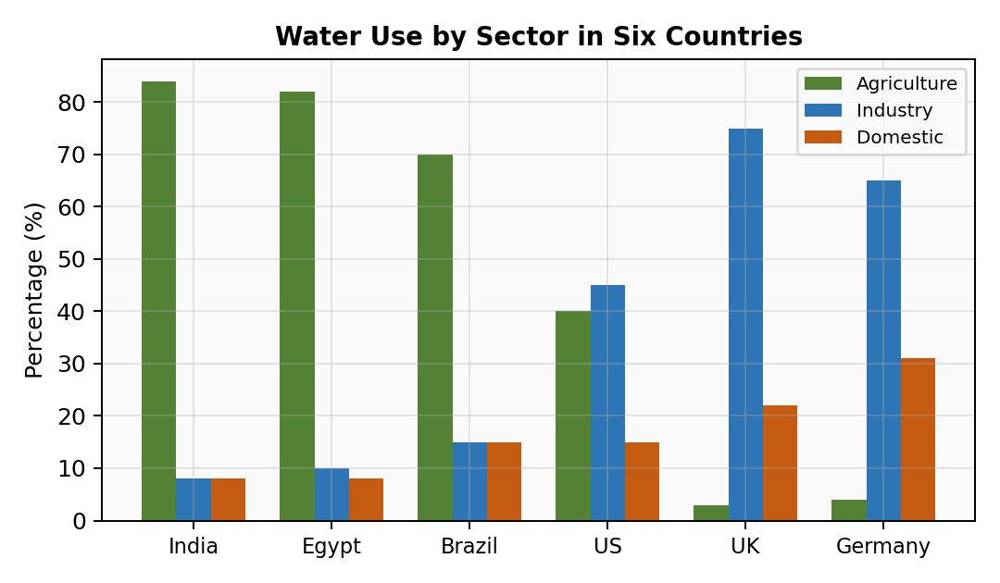 Water Use by Sector in Six Countries
Percentage (%)
80
70
60
50
40
30
20
10
0
Agriculture
Industry
Domestic
India
Egypt
Brazil
US
UK
Germany